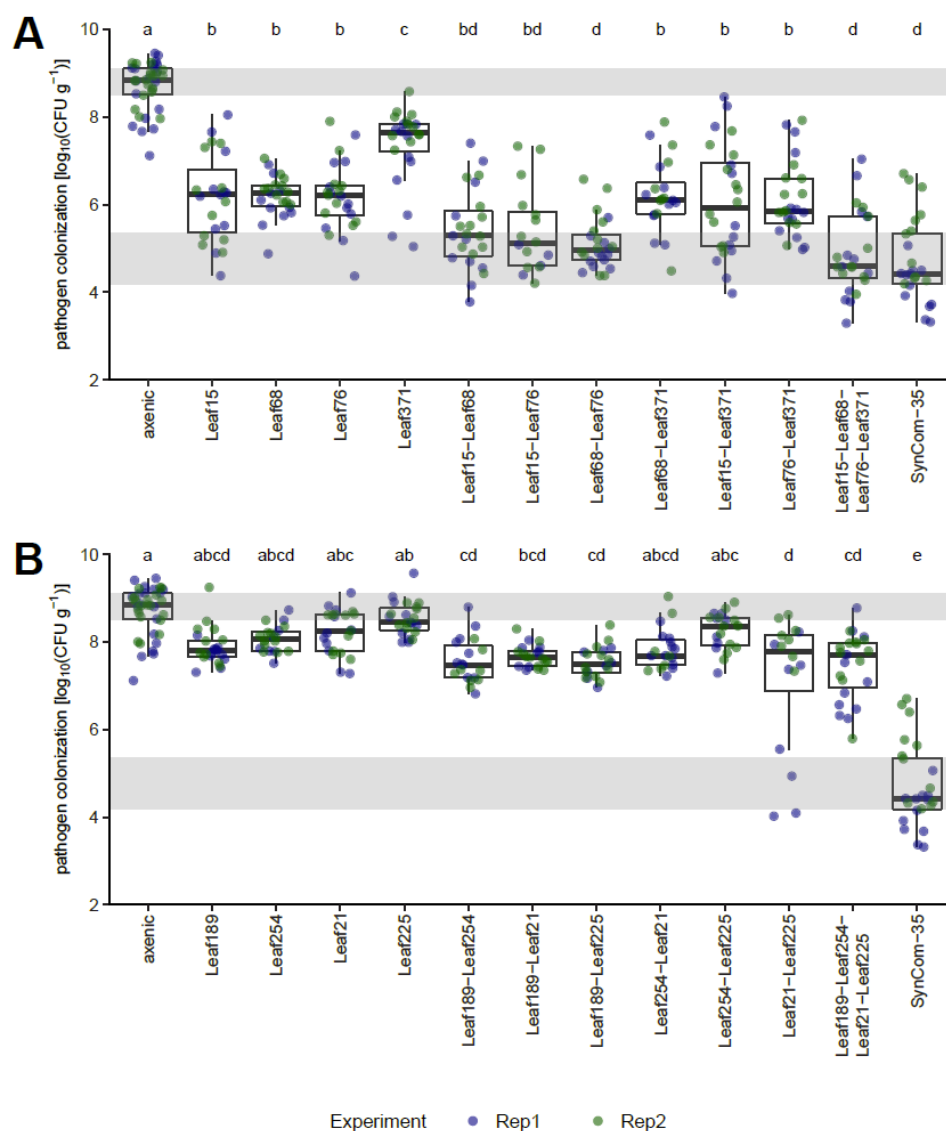 A
pathogen colonization [log10(CFU g−1)]
10
8
6
4
2
a b b b c bd bd d b b b d d
axenic
Leaf15
Leaf68
Leaf76
Leaf371
Leaf15−Leaf68
Leaf15−Leaf76
Leaf68−Leaf76
Leaf68−Leaf371
Leaf15−Leaf371
Leaf76−Leaf371
Leaf15−Leaf68−
Leaf76−Leaf371
SynCom−35
B
pathogen colonization [log10(CFU g−1)]
10
8
6
4
2
a abcd abcd abc ab cd bcd cd abcd abc d cd e
axenic
Leaf189
Leaf254
Leaf21
Leaf225
Leaf189−Leaf254
Leaf189−Leaf21
Leaf189−Leaf225
Leaf254−Leaf21
Leaf254−Leaf225
Leaf21−Leaf225
Leaf189−Leaf254−
Leaf21−Leaf225
SynCom−35
Experiment Rep1 Rep2